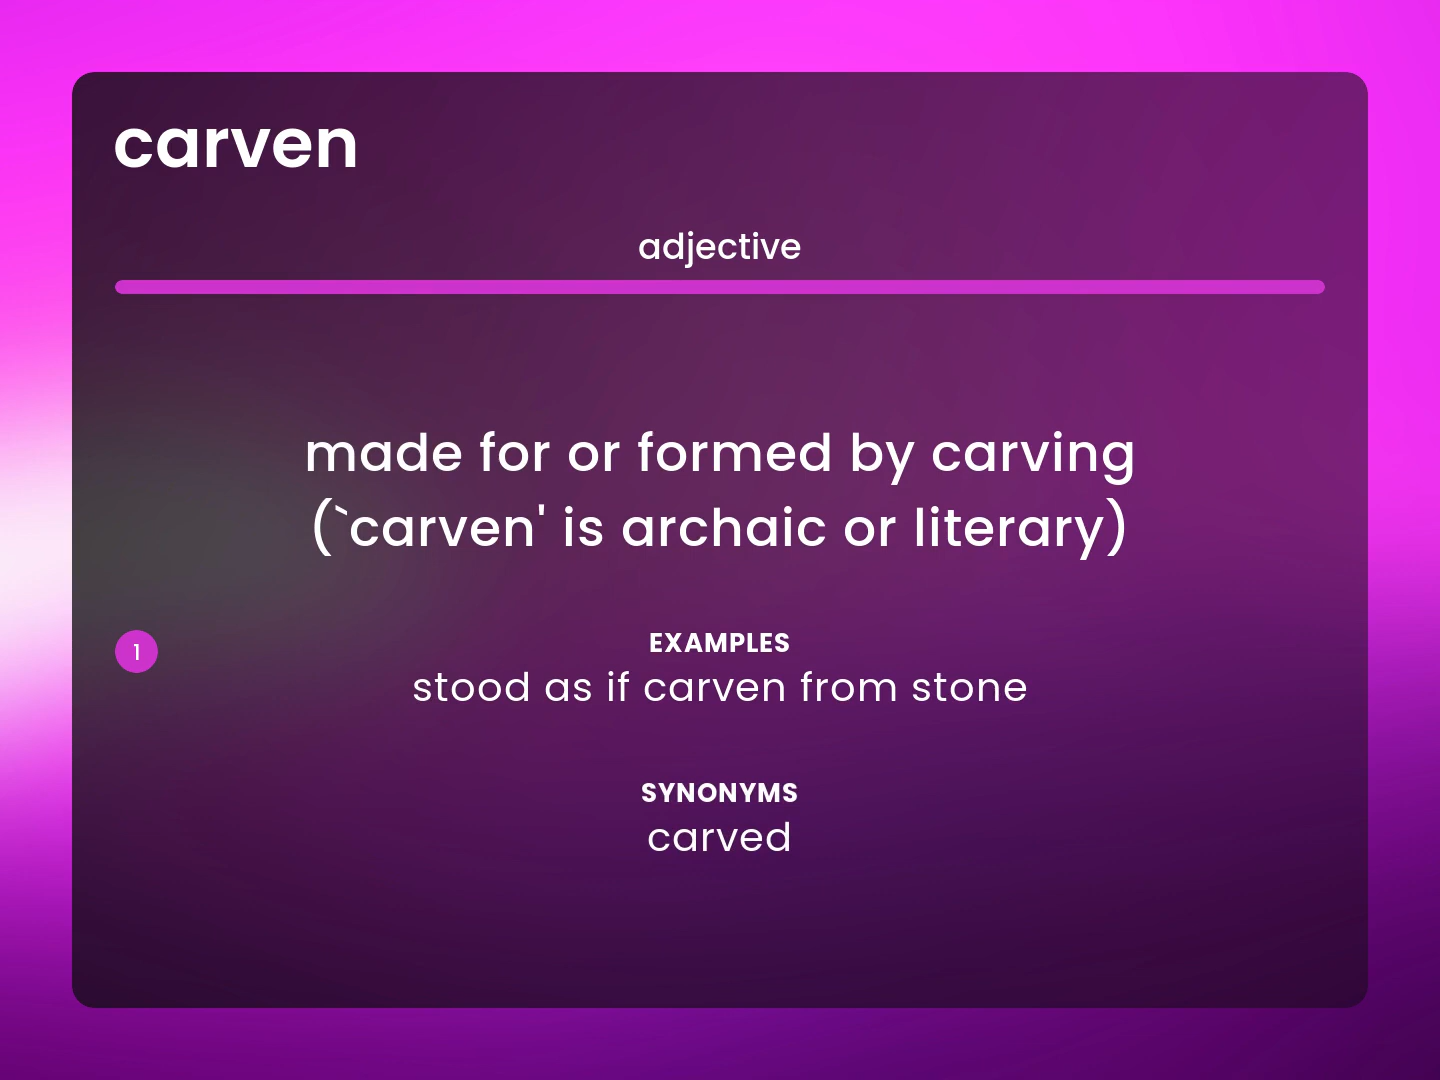 carven
adjective
made for or formed by carving
(`carven' is archaic or literary)
1
EXAMPLES
stood as if carven from stone
SYNONYMS
carved